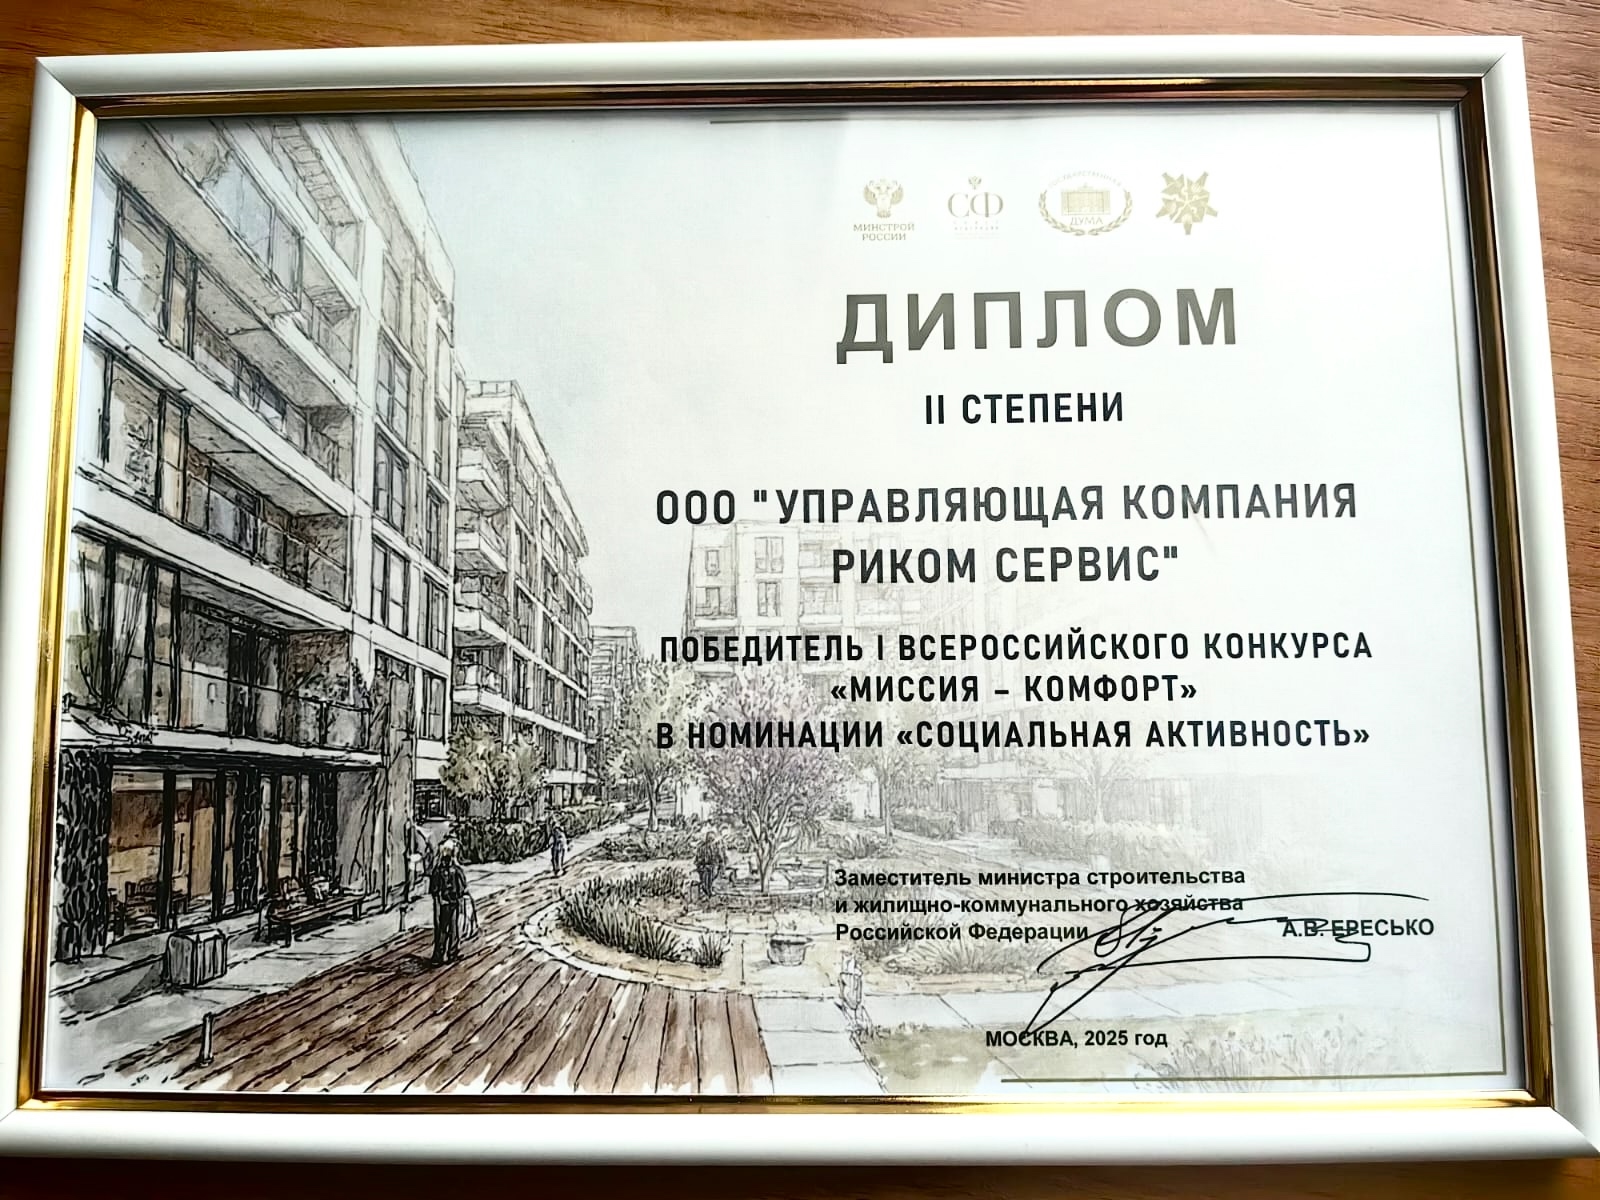 МИНСТРОЙ
РОССИИ
СФ
ГОСУДАРСТВЕННАЯ
ДУМА
ДИПЛОМ
II СТЕПЕНИ
ООО "УПРАВЛЯЮЩАЯ КОМПАНИЯ
РИКОМ СЕРВИС"
ПОБЕДИТЕЛЬ I ВСЕРОССИЙСКОГО КОНКУРСА
«МИССИЯ – КОМФОРТ»
В НОМИНАЦИИ «СОЦИАЛЬНАЯ АКТИВНОСТЬ»
Заместитель министра строительства
и жилищно-коммунального хозяйства
Российской Федерации
А.В. ЕРЕСЬКО
МОСКВА, 2025 год